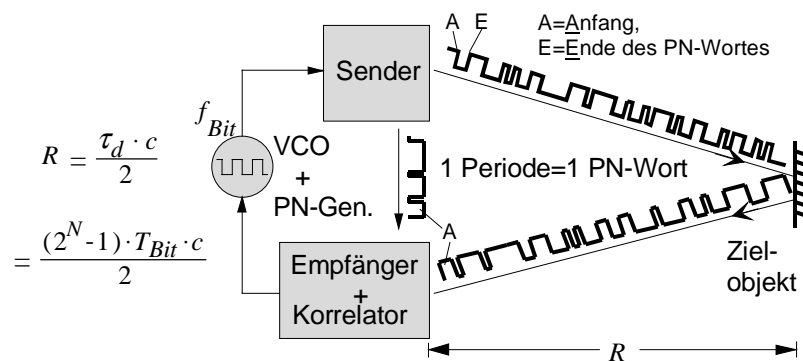 A E
A=Anfang,
E=Ende des PN-Wortes
Sender
f_Bit
R = τ_d · c / 2
VCO
+
PN-Gen.
1 Periode=1 PN-Wort
A
A
= (2^N -1) · T_Bit · c / 2
Empfänger
+
Korrelator
Ziel-
objekt
R